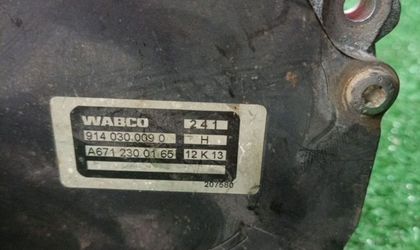 WABCO 241
914 030.009 0 H
A671 230 01 65 12 K 13
207580